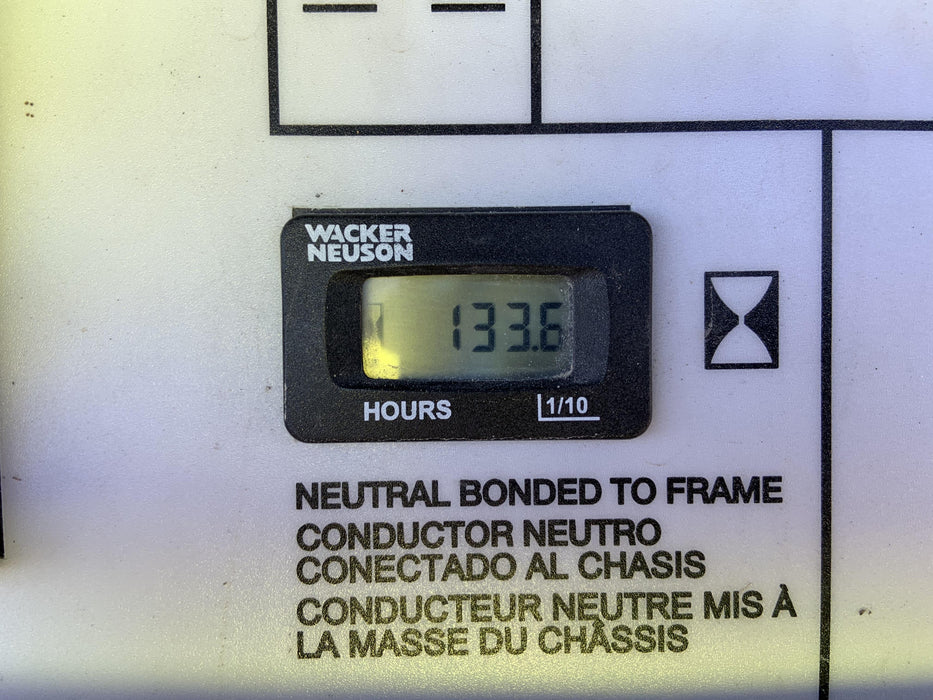 WACKER
NEUSON
133.6
HOURS
1/10
NEUTRAL BONDED TO FRAME
CONDUCTOR NEUTRO
CONECTADO AL CHASIS
CONDUCTEUR NEUTRE MIS À
LA MASSE DU CHÂSSIS